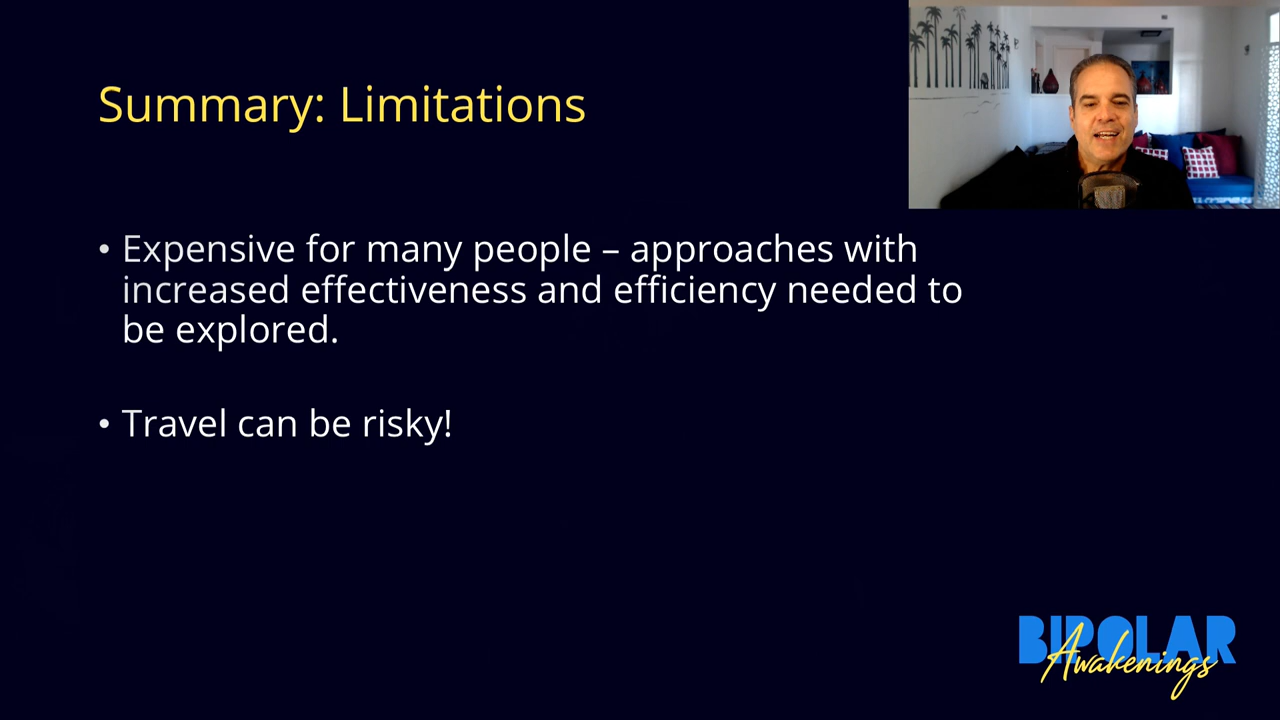 Summary: Limitations
• Expensive for many people – approaches with
increased effectiveness and efficiency needed to
be explored.
• Travel can be risky!
BIPOLAR
Awakenings